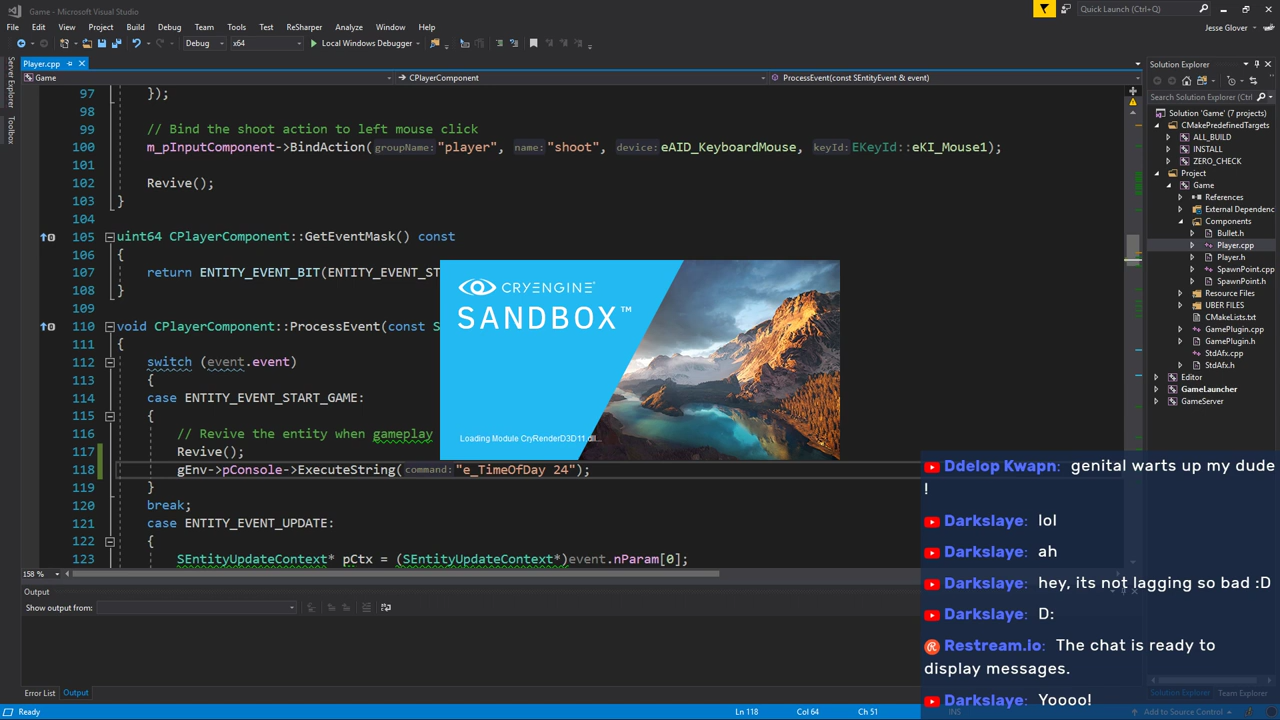 Game - Microsoft Visual Studio
Quick Launch (Ctrl+Q)
File Edit View Project Build Debug Team Tools Test ReSharper Analyze Window Help
Jesse Glover
Debug x64 Local Windows Debugger
Server Explorer
Toolbox
Player.cpp
Game CPlayerComponent ProcessEvent(const SEntityEvent & event)
97 });
98
99 // Bind the shoot action to left mouse click
100 m_pInputComponent->BindAction(groupName: "player", name: "shoot", device: eAID_KeyboardMouse, keyId: EKeyId::eKI_Mouse1);
101
102 Revive();
103 }
104
105 uint64 CPlayerComponent::GetEventMask() const
106 {
107 return ENTITY_EVENT_BIT(ENTITY_EVENT_ST
108 }
109
110 void CPlayerComponent::ProcessEvent(const S
111 {
112 switch (event.event)
113 {
114 case ENTITY_EVENT_START_GAME:
115 {
116 // Revive the entity when gameplay
117 Revive();
118 gEnv->pConsole->ExecuteString(command: "e_TimeOfDay 24");
119 }
120 break;
121 case ENTITY_EVENT_UPDATE:
122 {
123 SEntityUpdateContext* pCtx = (SEntityUpdateContext*)event.nParam[0];
158 %
CRYENGINE®
SANDBOX™
Loading Module CryRenderD3D11.dll...
Solution Explorer
Search Solution Explorer (Ctrl
Solution 'Game' (7 projects)
CMakePredefinedTargets
ALL_BUILD
INSTALL
ZERO_CHECK
Project
Game
References
External Dependenc
Components
Bullet.h
Player.cpp
Player.h
SpawnPoint.cpp
SpawnPoint.h
Resource Files
UBER FILES
CMakeLists.txt
GamePlugin.cpp
GamePlugin.h
StdAfx.cpp
StdAfx.h
Editor
GameLauncher
GameServer
Output
Show output from:
Error List Output
Ddelop Kwapn: genital warts up my dude
!
Darkslaye: lol
Darkslaye: ah
Darkslaye: hey, its not lagging so bad :D
Darkslaye: D:
Restream.io: The chat is ready to
display messages.
Darkslaye: Yoooo!
Solution Explorer Team Explorer
Ready Ln 118 Col 64 Ch 51 INS Add to Source Control